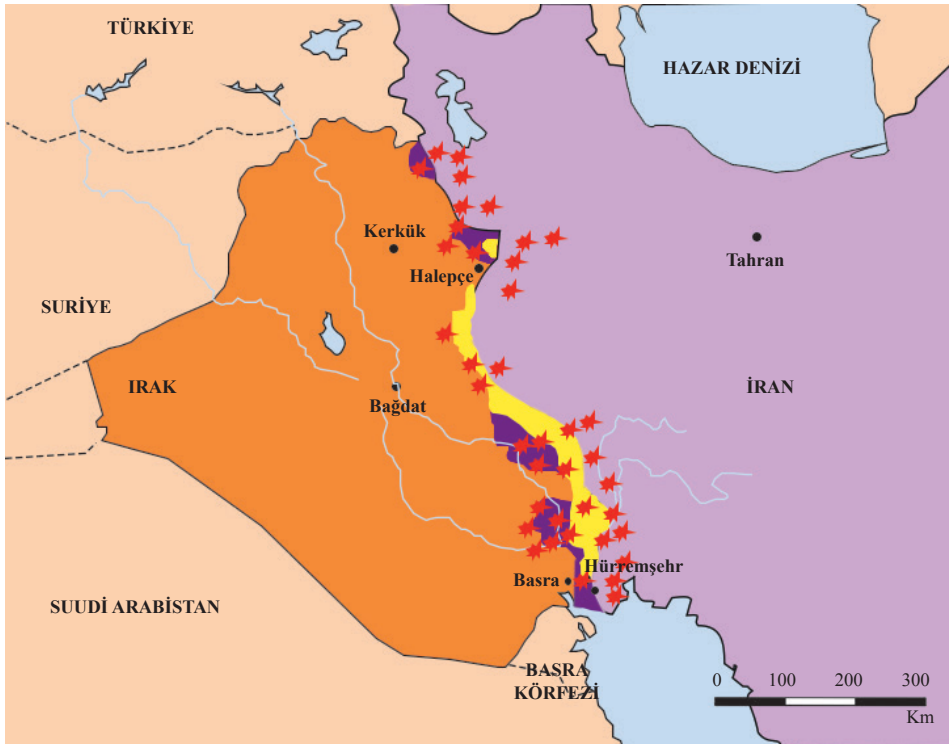 TÜRKİYE
HAZAR DENİZİ
Kerkük
Tahran
Halepçe
SURİYE
IRAK
İRAN
Bağdat
Hürremşehr
Basra
SUUDİ ARABİSTAN
BASRA
KÖRFEZİ
0 100 200 300
Km